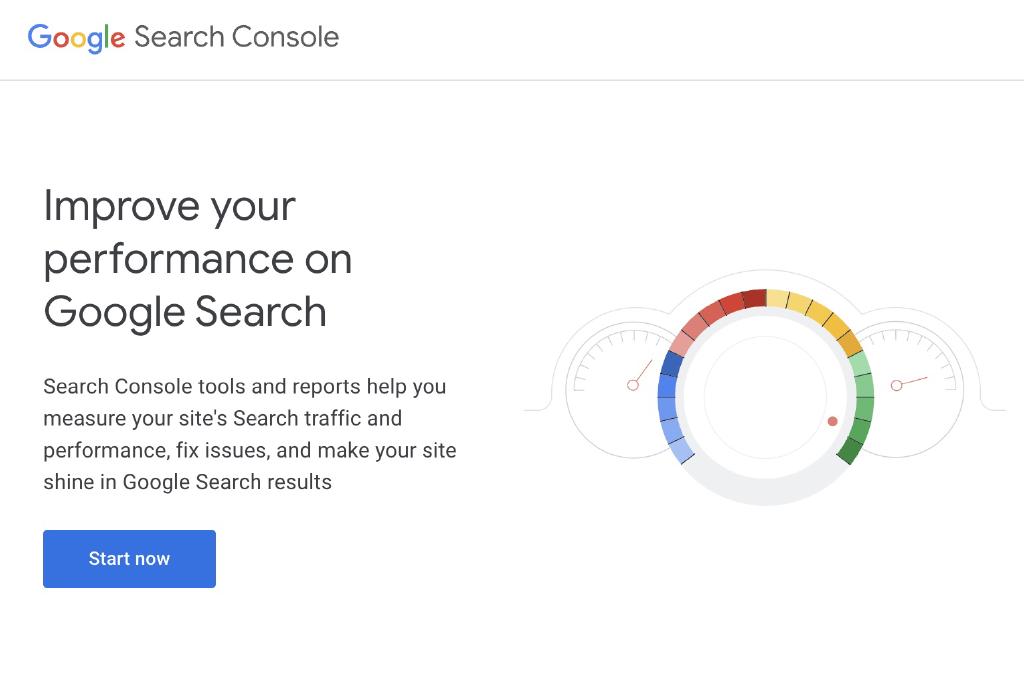 Google Search Console
Improve your
performance on
Google Search
Search Console tools and reports help you
measure your site's Search traffic and
performance, fix issues, and make your site
shine in Google Search results
Start now